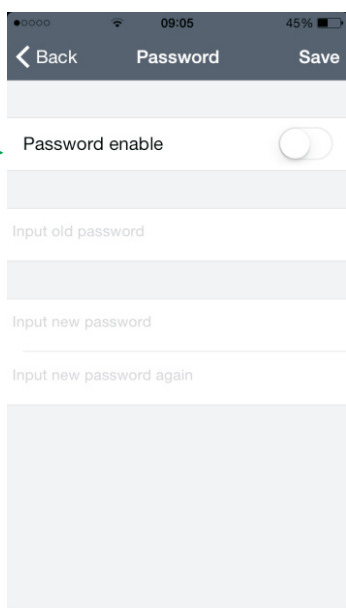 09:05 45%
Back Password Save
Password enable
Input old password
Input new password
Input new password again